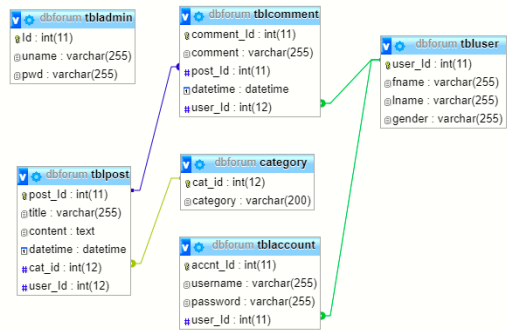 dbforum tbladmin
Id : int(11)
uname : varchar(255)
pwd : varchar(255)
dbforum tblcomment
comment_Id : int(11)
comment : varchar(255)
post_Id : int(11)
datetime : datetime
user_Id : int(12)
dbforum tbluser
user_Id : int(11)
fname : varchar(255)
lname : varchar(255)
gender : varchar(255)
dbforum tblpost
post_Id : int(11)
title : varchar(255)
content : text
datetime : datetime
cat_id : int(12)
user_Id : int(12)
dbforum category
cat_id : int(12)
category : varchar(200)
dbforum tblaccount
accnt_Id : int(11)
username : varchar(255)
password : varchar(255)
user_Id : int(11)